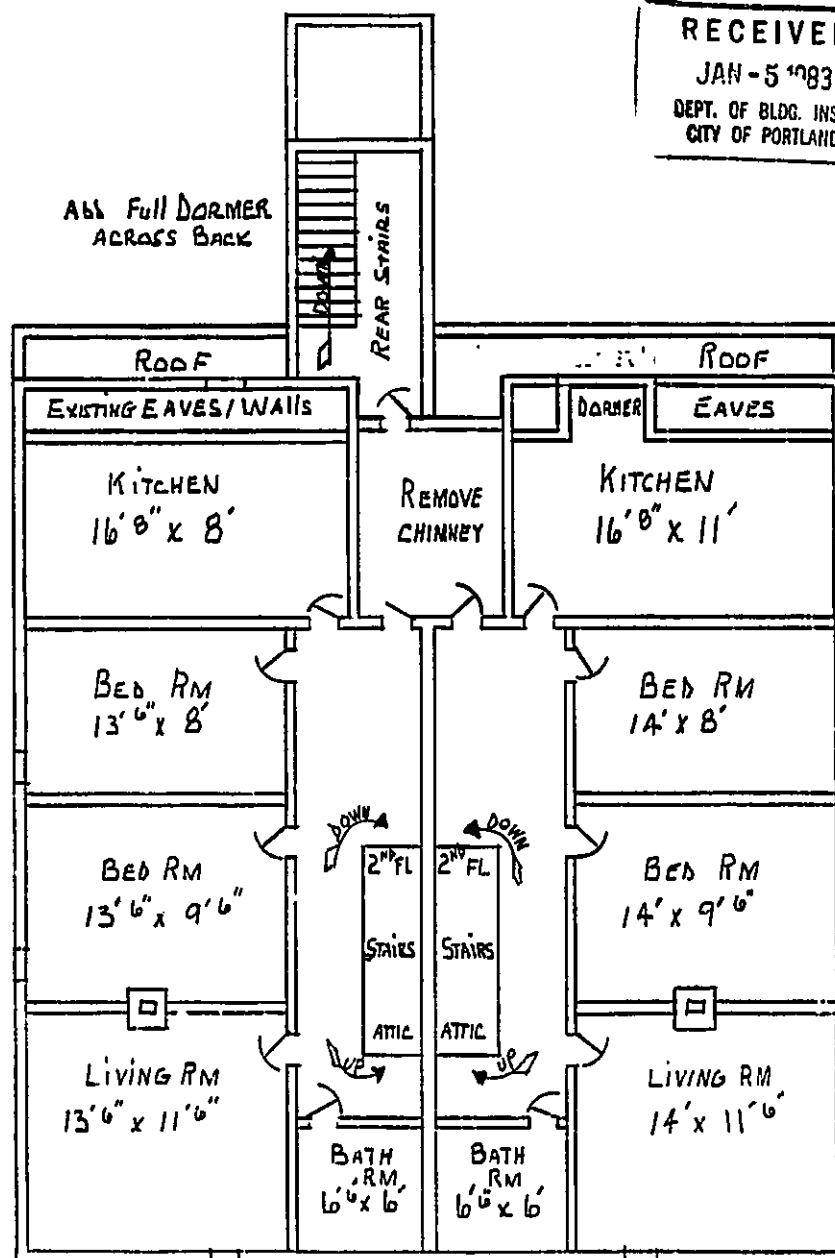 RECEIVE
JAN-5 1983
DEPT. OF BLDG. INS
CITY OF PORTLAND
Add Full DORMER
ACROSS BACK
REAR STAIRS
DOWN
ROOF
ROOF
EXISTING EAVES/WALLS
DORMER
EAVES
KITCHEN
16'8" x 8'
REMOVE
CHIMNEY
KITCHEN
16'8" x 11'
BED RM
13'6" x 8'
BED RM
14' x 8'
DOWN
DOWN
2ND FL
2ND FL
BED RM
13'6" x 9'6"
BED RM
14' x 9'6"
STAIRS
STAIRS
ATTIC
ATTIC
UP
UP
LIVING RM
13'6" x 11'6"
LIVING RM
14' x 11'6"
BATH
RM
6'6" x 6'
BATH
RM
6'6" x 6'